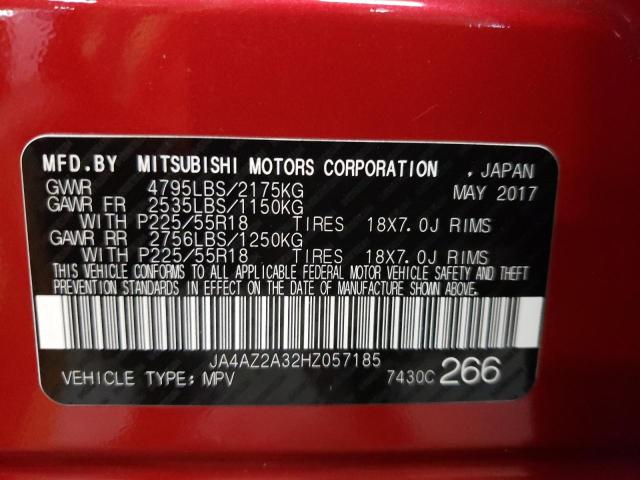 MFD.BY MITSUBISHI MOTORS CORPORATION , JAPAN
GVWR 4795LBS/2175KG MAY 2017
GAWR FR 2535LBS/1150KG
WITH P225/55R18 TIRES 18X7.0J RIMS
GAWR RR 2756LBS/1250KG
WITH P225/55R18 TIRES 18X7.0J RIMS
THIS VEHICLE CONFORMS TO ALL APPLICABLE FEDERAL MOTOR VEHICLE SAFETY AND THEFT
PREVENTION STANDARDS IN EFFECT ON THE DATE OF MANUFACTURE SHOWN ABOVE.
JA4AZ2A32HZ057185
VEHICLE TYPE:MPV 7430C 266